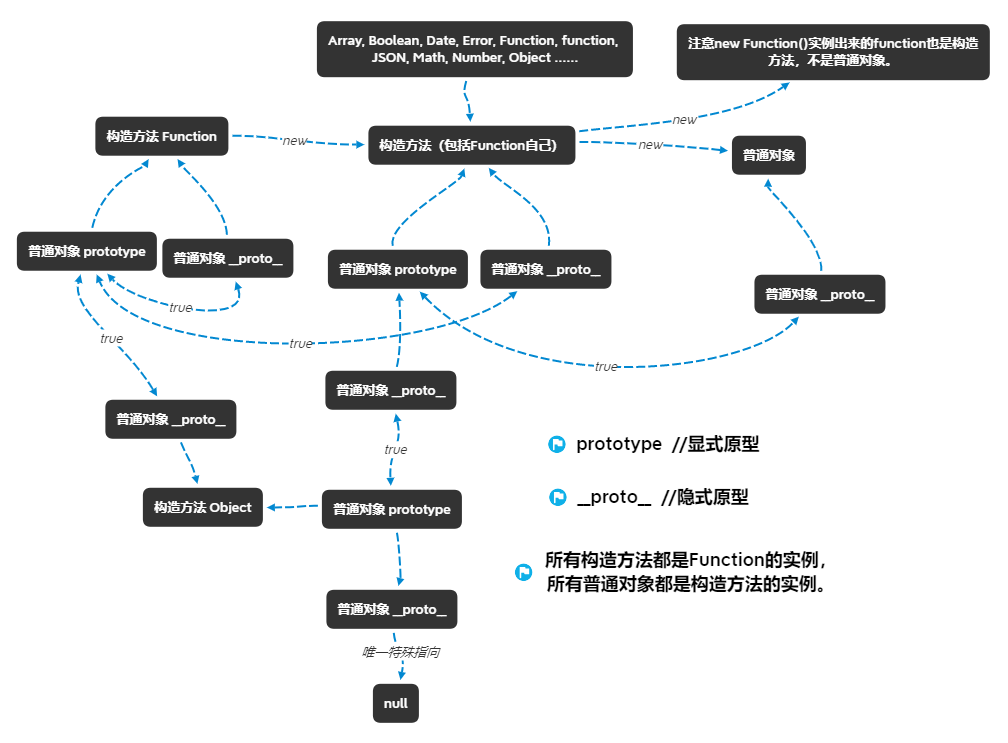 Array, Boolean, Date, Error, Function, function,
JSON, Math, Number, Object ......
注意new Function()实例出来的function也是构造
方法，不是普通对象。
构造方法 Function
new
构造方法（包括Function自己）
new
new
普通对象
普通对象 prototype
普通对象 __proto__
普通对象 prototype
普通对象 __proto__
普通对象 __proto__
true
true
true
true
普通对象 __proto__
普通对象 __proto__
prototype //显式原型
true
__proto__ //隐式原型
构造方法 Object
普通对象 prototype
所有构造方法都是Function的实例，
所有普通对象都是构造方法的实例。
普通对象 __proto__
唯一特殊指向
null